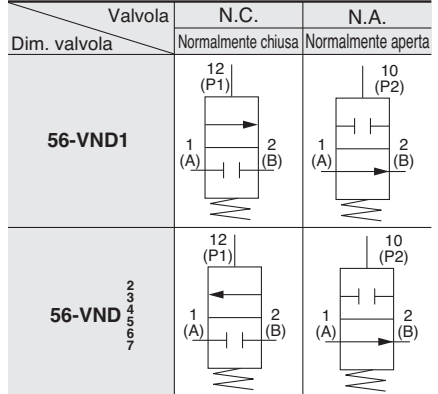 Valvola
Dim. valvola
N.C.
Normalmente chiusa
N.A.
Normalmente aperta
56-VND1
12
(P1)
1
(A)
2
(B)
10
(P2)
1
(A)
2
(B)
56-VND 2 3 4 5 6 7
12
(P1)
1
(A)
2
(B)
10
(P2)
1
(A)
2
(B)